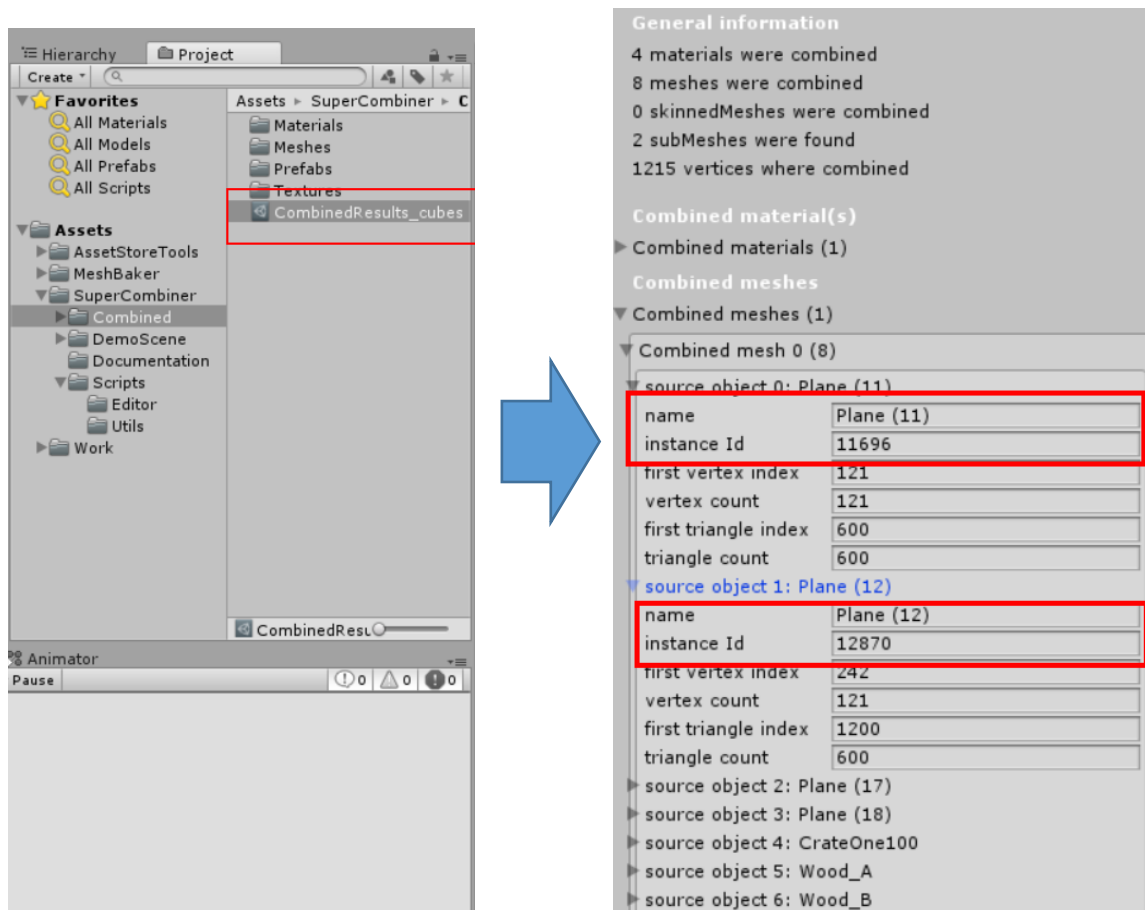 Hierarchy
Project
Create
Favorites
All Materials
All Models
All Prefabs
All Scripts
Assets
AssetStoreTools
MeshBaker
SuperCombiner
Combined
DemoScene
Documentation
Scripts
Editor
Utils
Work
Assets ▸ SuperCombiner ▸ C
Materials
Meshes
Prefabs
Textures
CombinedResults_cubes
CombinedResu
Animator
Pause
0
0
0
General information
4 materials were combined
8 meshes were combined
0 skinnedMeshes were combined
2 subMeshes were found
1215 vertices where combined
Combined material(s)
Combined materials (1)
Combined meshes
Combined meshes (1)
Combined mesh 0 (8)
source object 0: Plane (11)
name Plane (11)
instance Id 11696
first vertex index 121
vertex count 121
first triangle index 600
triangle count 600
source object 1: Plane (12)
name Plane (12)
instance Id 12870
first vertex index 242
vertex count 121
first triangle index 1200
triangle count 600
source object 2: Plane (17)
source object 3: Plane (18)
source object 4: CrateOne100
source object 5: Wood_A
source object 6: Wood_B